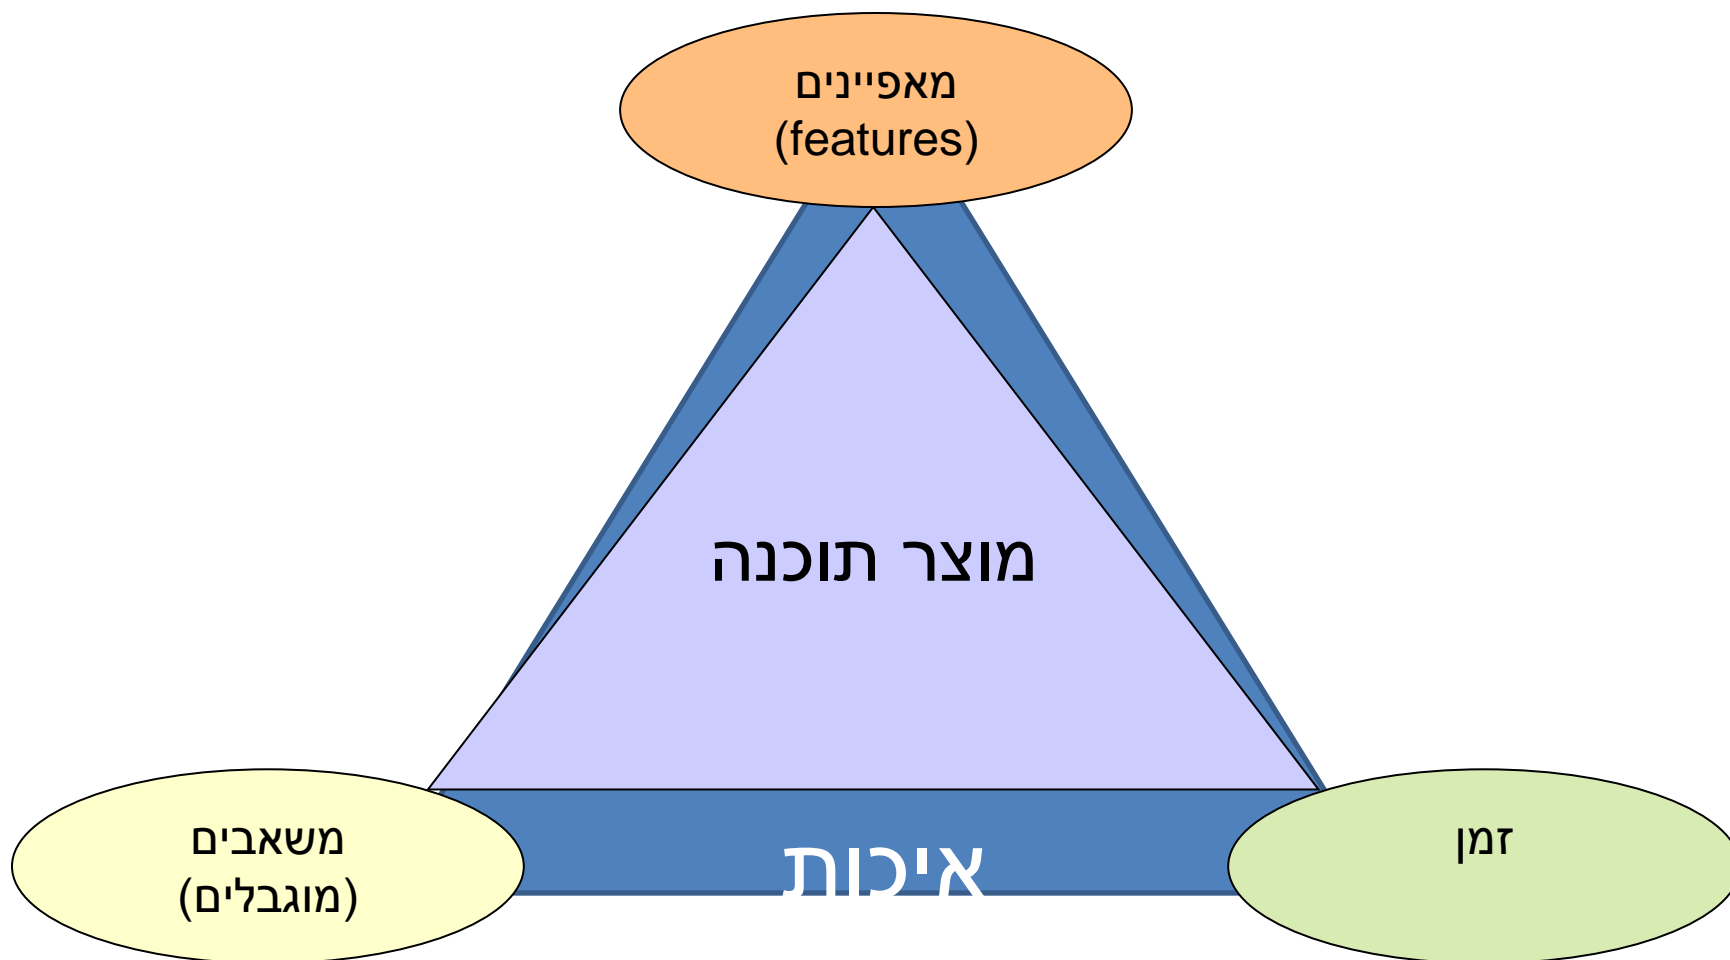 מאפיינים
(features)
מוצר תוכנה
משאבים
(מוגבלים)
איכות
זמן